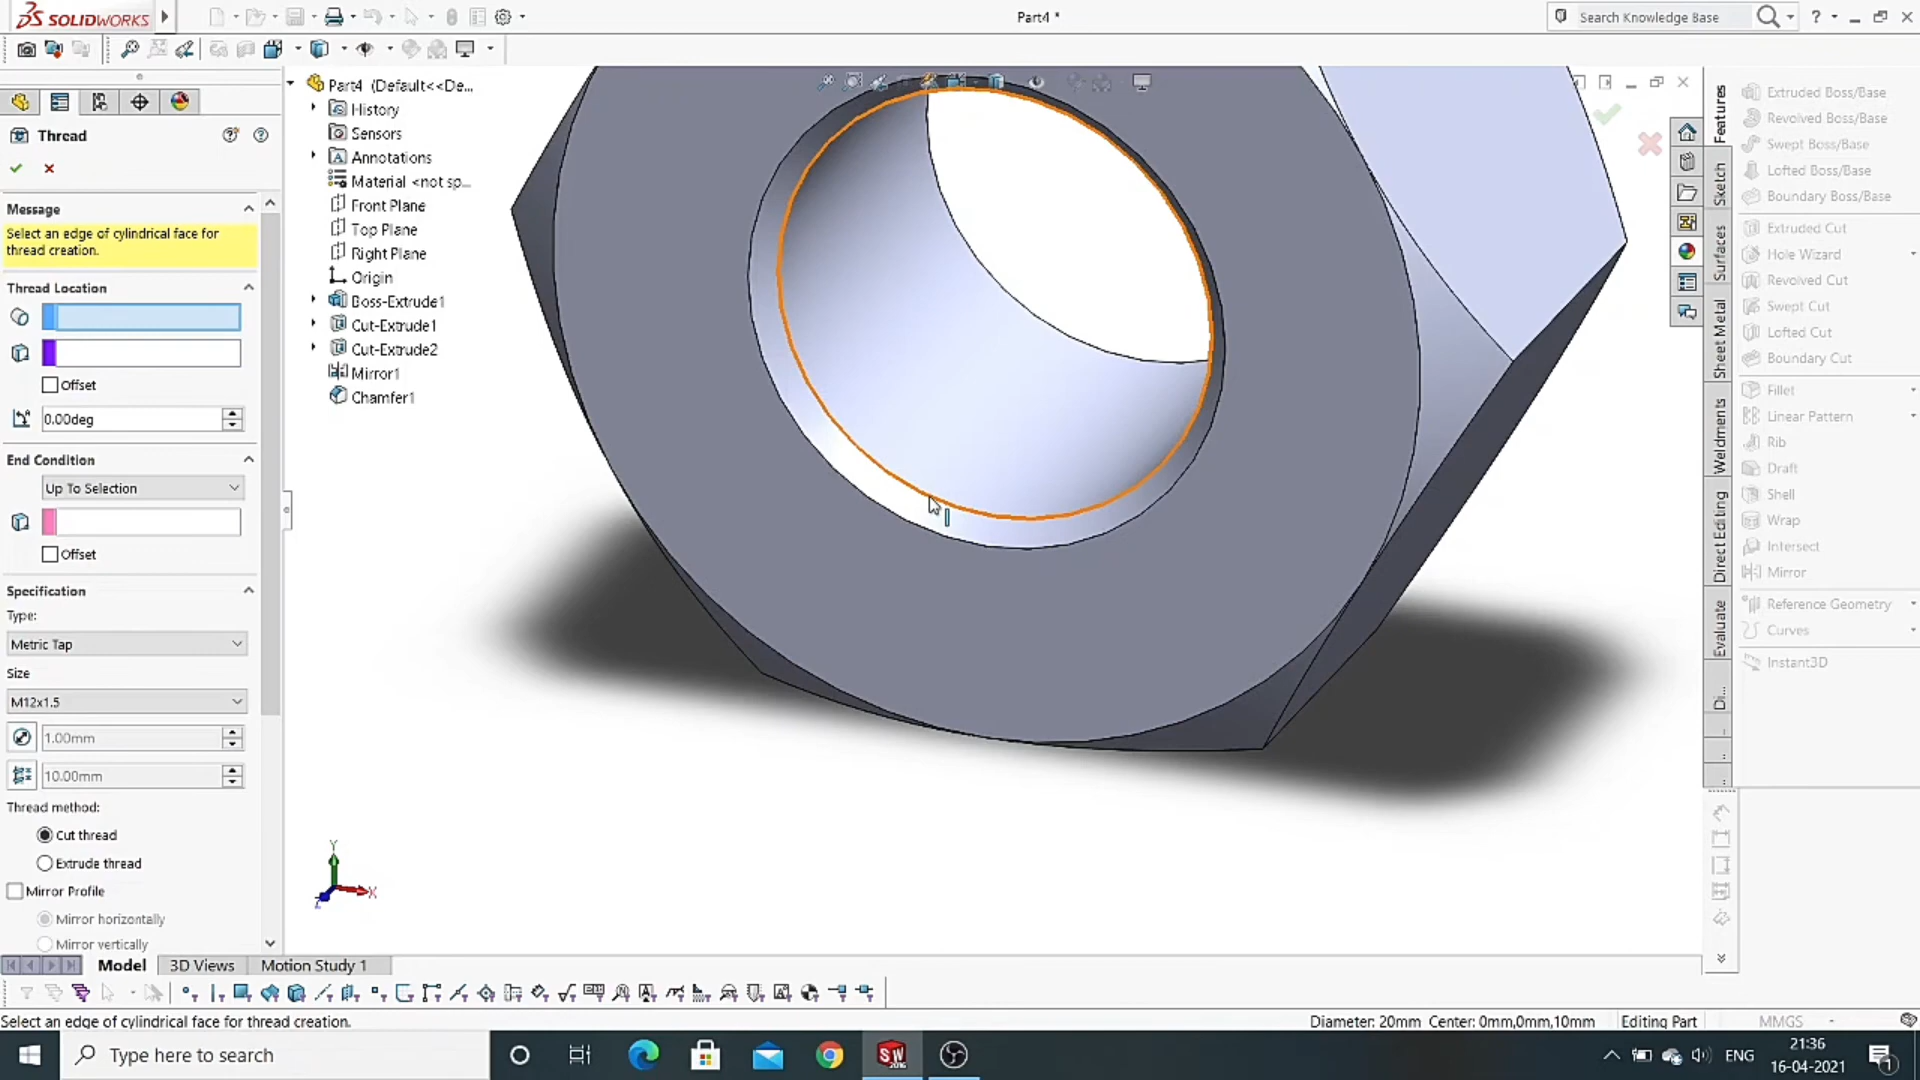 SOLIDWORKS
Part4 *
Search Knowledge Base
?
Thread
Message
Select an edge of cylindrical face for
thread creation.
Thread Location
Offset
0.00deg
End Condition
Up To Selection
Offset
Specification
Type:
Metric Tap
Size
M12x1.5
1.00mm
10.00mm
Thread method:
Cut thread
Extrude thread
Mirror Profile
Mirror horizontally
Mirror vertically
Part4 (Default<<De...
History
Sensors
Annotations
Material <not sp...
Front Plane
Top Plane
Right Plane
Origin
Boss-Extrude1
Cut-Extrude1
Cut-Extrude2
Mirror1
Chamfer1
Y
X
Z
Features
Sketch
Surfaces
Sheet Metal
Weldments
Direct Editing
Evaluate
Di...
Extruded Boss/Base
Revolved Boss/Base
Swept Boss/Base
Lofted Boss/Base
Boundary Boss/Base
Extruded Cut
Hole Wizard
Revolved Cut
Swept Cut
Lofted Cut
Boundary Cut
Fillet
Linear Pattern
Rib
Draft
Shell
Wrap
Intersect
Mirror
Reference Geometry
Curves
Instant3D
Model
3D Views
Motion Study 1
Select an edge of cylindrical face for thread creation.
Diameter: 20mm Center: 0mm,0mm,10mm
Editing Part
MMGS
Type here to search
SW
2016
ENG
21:36
16-04-2021
1